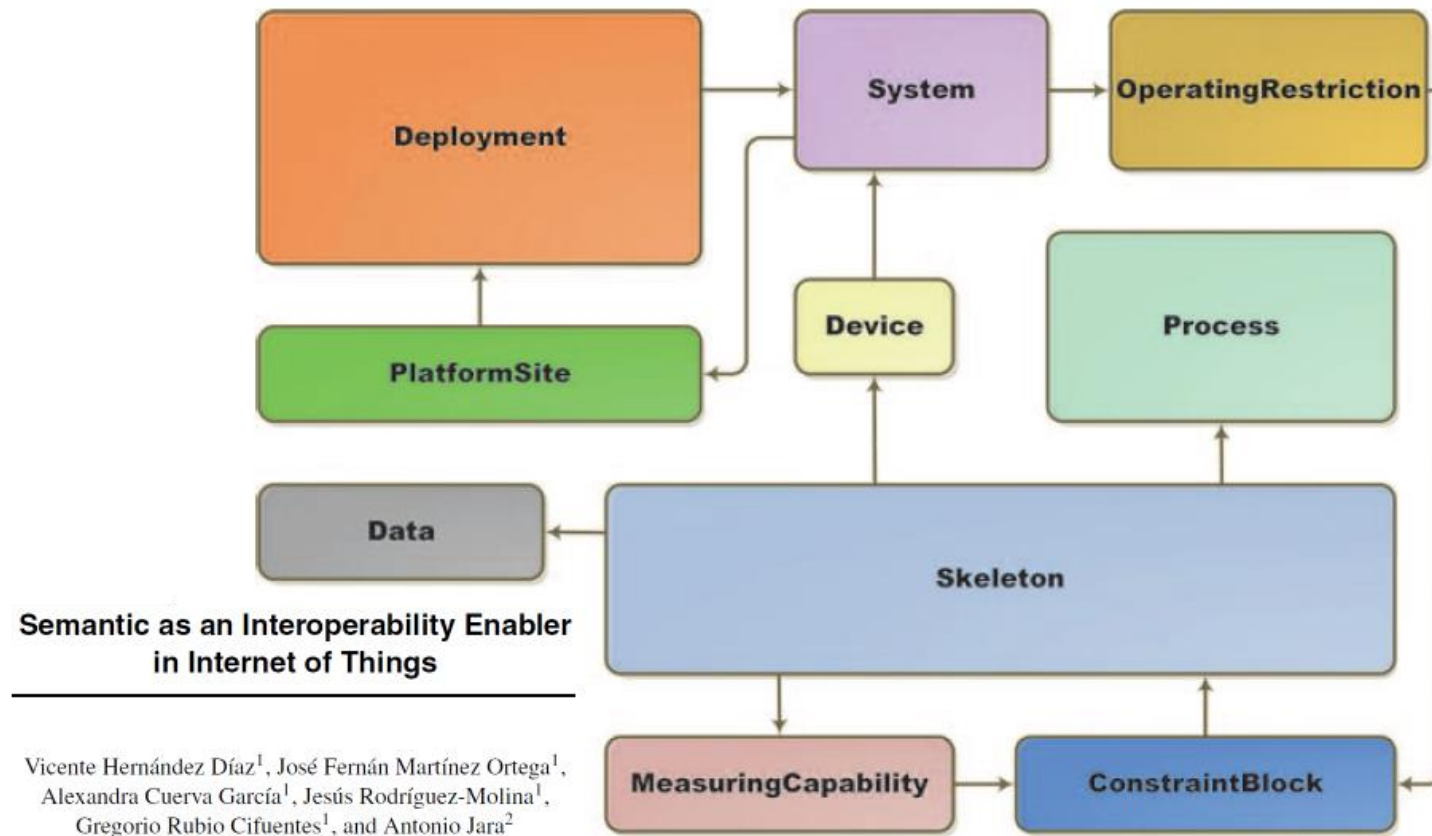 System
OperatingRestriction
Deployment
Device
Process
PlatformSite
Data
Skeleton
Semantic as an Interoperability Enabler
in Internet of Things
Vicente Hernández Díaz¹, José Fernán Martínez Ortega¹,
Alexandra Cuerva García¹, Jesús Rodríguez-Molina¹,
Gregorio Rubio Cifuentes¹, and Antonio Jara²
MeasuringCapability
ConstraintBlock